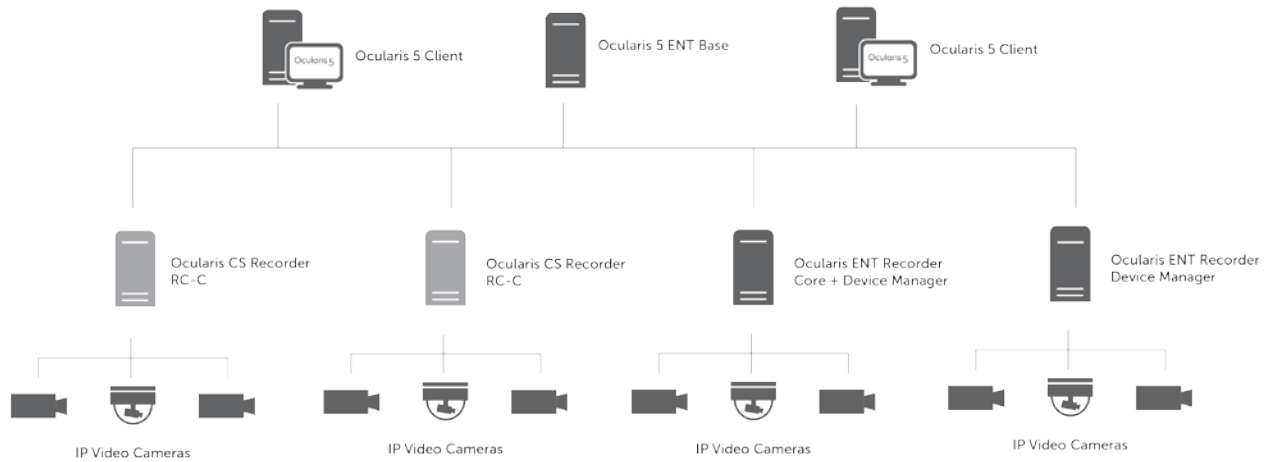 Ocularis 5
Ocularis 5 Client
Ocularis 5 ENT Base
Ocularis 5
Ocularis 5 Client
Ocularis CS Recorder
RC-C
Ocularis CS Recorder
RC-C
Ocularis ENT Recorder
Core + Device Manager
Ocularis ENT Recorder
Device Manager
IP Video Cameras
IP Video Cameras
IP Video Cameras
IP Video Cameras